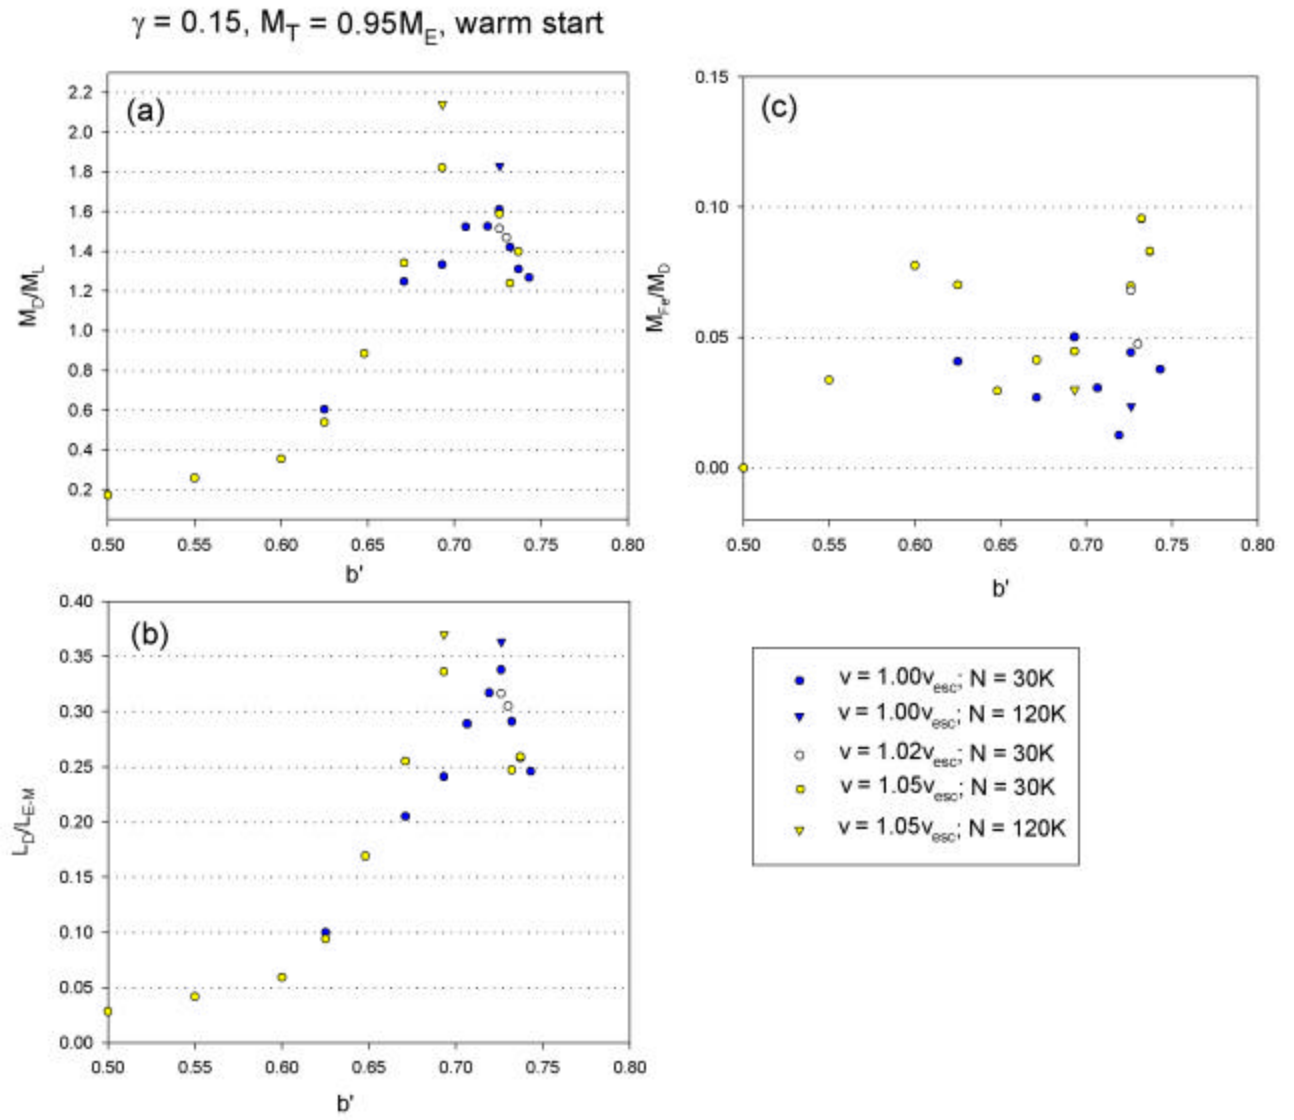 γ = 0.15, M_T = 0.95M_E, warm start
(a)
2.2
2.0
1.8
1.6
1.4
1.2
1.0
0.8
0.6
0.4
0.2
M_D/M_L
0.50 0.55 0.60 0.65 0.70 0.75 0.80
b'
(c)
0.15
0.10
0.05
0.00
M_Fe/M_D
0.50 0.55 0.60 0.65 0.70 0.75 0.80
b'
(b)
0.40
0.35
0.30
0.25
0.20
0.15
0.10
0.05
0.00
L_D/L_E-M
0.50 0.55 0.60 0.65 0.70 0.75 0.80
b'
v = 1.00v_esc; N = 30K
v = 1.00v_esc; N = 120K
v = 1.02v_esc; N = 30K
v = 1.05v_esc; N = 30K
v = 1.05v_esc; N = 120K